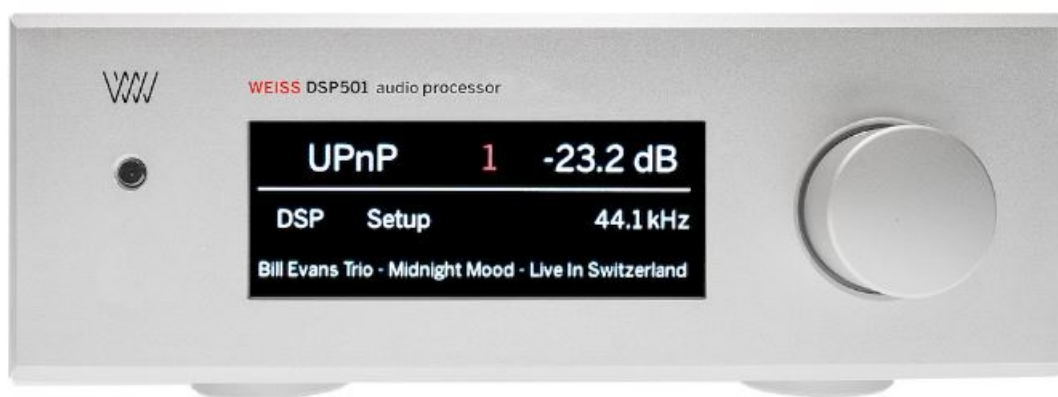 WEISS DSP501 audio processor
UPnP 1 -23.2 dB
DSP Setup 44.1 kHz
Bill Evans Trio - Midnight Mood - Live In Switzerland